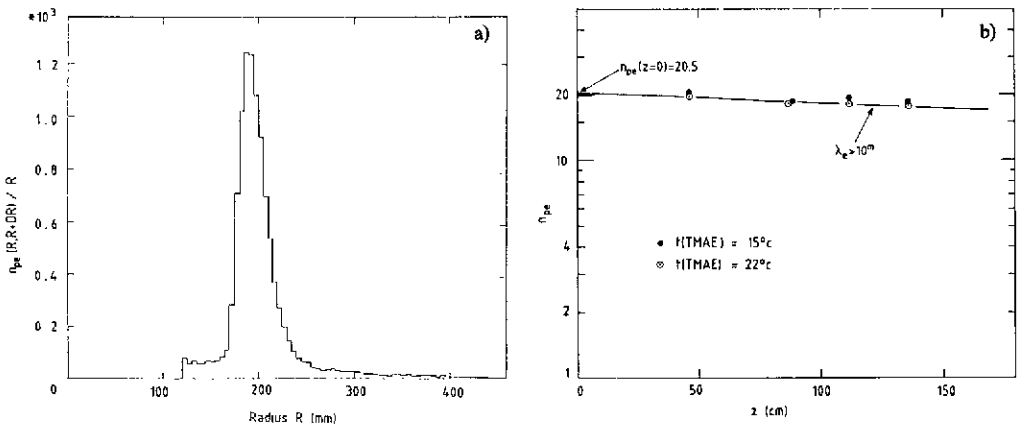 ×10³
a)
1.2
1.0
0.8
0.6
0.4
0.2
0
100
200
300
400
n_pe (R,R+DR) / R
Radius R (mm)
b)
n_pe(z=0)=20.5
20
10
4
2
1
λ_e > 10ᵐ
n_pe
• t(TMAE) = 15°c
⊙ t(TMAE) = 22°c
0
50
100
150
z (cm)